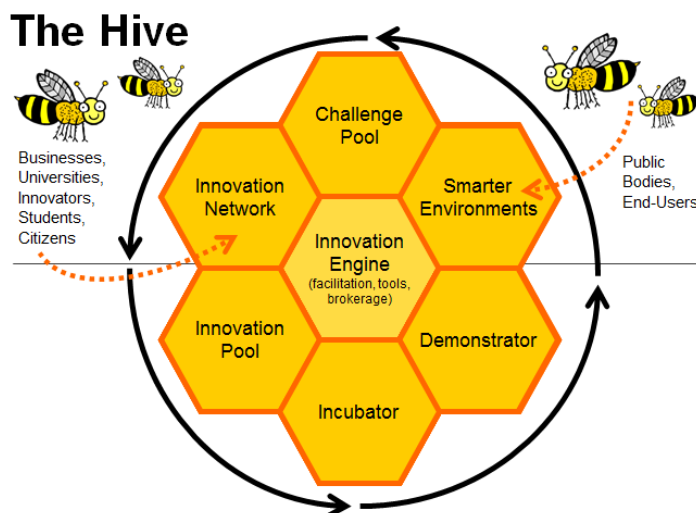 The Hive
Businesses,
Universities,
Innovators,
Students,
Citizens
Public
Bodies,
End-Users
Challenge
Pool
Innovation
Network
Smarter
Environments
Innovation
Engine
(facilitation, tools,
brokerage)
Innovation
Pool
Demonstrator
Incubator